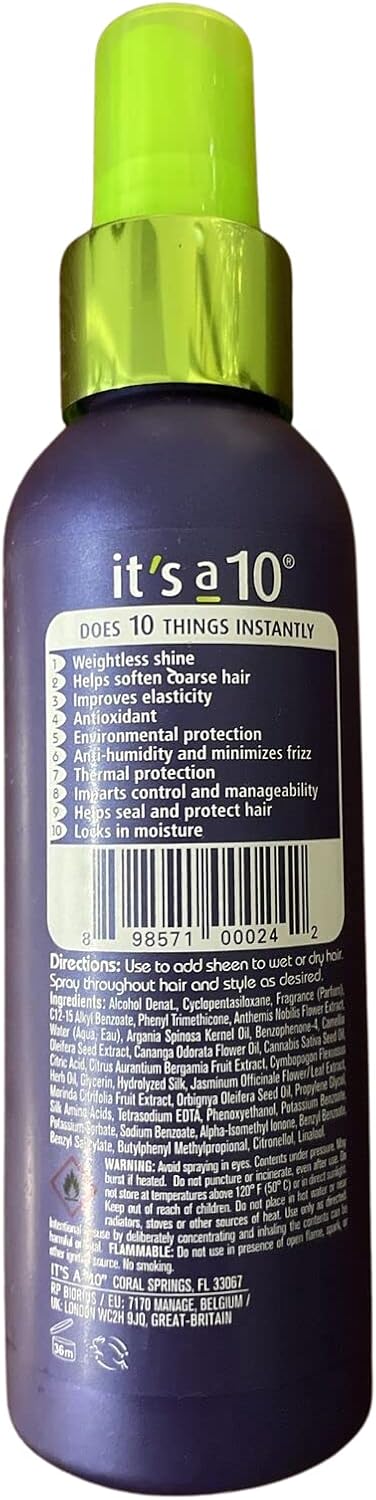 it's a 10®
DOES 10 THINGS INSTANTLY
1 Weightless shine
2 Helps soften coarse hair
3 Improves elasticity
4 Antioxidant
5 Environmental protection
6 Anti-humidity and minimizes frizz
7 Thermal protection
8 Imparts control and manageability
9 Helps seal and protect hair
10 Locks in moisture
8 98571 00024 2
Directions: Use to add sheen to wet or dry hair.
Spray throughout hair and style as desired.
Ingredients: Alcohol Denat., Cyclopentasiloxane, Fragrance (Parfum),
C12-15 Alkyl Benzoate, Phenyl Trimethicone, Anthemis Nobilis Flower Extract,
Water (Aqua, Eau), Argania Spinosa Kernel Oil, Benzophenone-4, Camellia
Oleifera Seed Extract, Cananga Odorata Flower Oil, Cannabis Sativa Seed Oil,
Citric Acid, Citrus Aurantium Bergamia Fruit Extract, Cymbopogon Flexuosus
Herb Oil, Glycerin, Hydrolyzed Silk, Jasminum Officinale Flower/Leaf Extract,
Morinda Citrifolia Fruit Extract, Orbignya Oleifera Seed Oil, Propylene Glycol,
Silk Amino Acids, Tetrasodium EDTA, Phenoxyethanol, Potassium Benzoate,
Potassium Sorbate, Sodium Benzoate, Alpha-Isomethyl Ionone, Benzyl Benzoate,
Benzyl Salicylate, Butylphenyl Methylpropional, Citronellol, Linalool.
WARNING: Avoid spraying in eyes. Contents under pressure. May
burst if heated. Do not puncture or incinerate, even after use. Do
not store at temperatures above 120° F (50° C) or in direct sunlight.
Keep out of reach of children. Do not place in hot water or near
radiators, stoves or other sources of heat. Use only as directed.
Intentional misuse by deliberately concentrating and inhaling the contents can be
harmful or fatal. FLAMMABLE: Do not use in presence of open flame, spark, or
other ignition source. No smoking.
IT'S A "10" CORAL SPRINGS, FL 33067
RP BIORIUS / EU: 7170 MANAGE, BELGIUM /
UK: LONDON WC2H 9JQ, GREAT-BRITAIN
36m